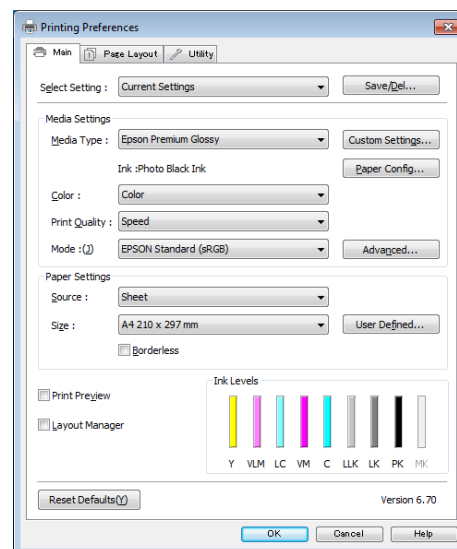 Printing Preferences
Main Page Layout Utility
Select Setting : Current Settings Save/Del...
Media Settings
Media Type : Epson Premium Glossy Custom Settings...
Ink :Photo Black Ink Paper Config...
Color : Color
Print Quality : Speed
Mode :(J) EPSON Standard (sRGB) Advanced...
Paper Settings
Source : Sheet
Size : A4 210 x 297 mm User Defined...
Borderless
Ink Levels
Print Preview
Layout Manager
Y VLM LC VM C LLK LK PK MK
Reset Defaults(Y) Version 6.70
OK Cancel Help